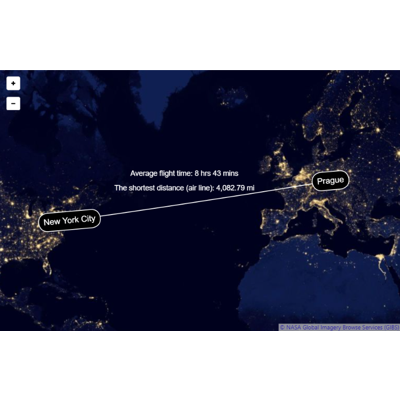 +
−
Average flight time: 8 hrs 43 mins
The shortest distance (air line): 4,082.79 mi
Prague
New York City
© NASA Global Imagery Browse Services (GIBS)